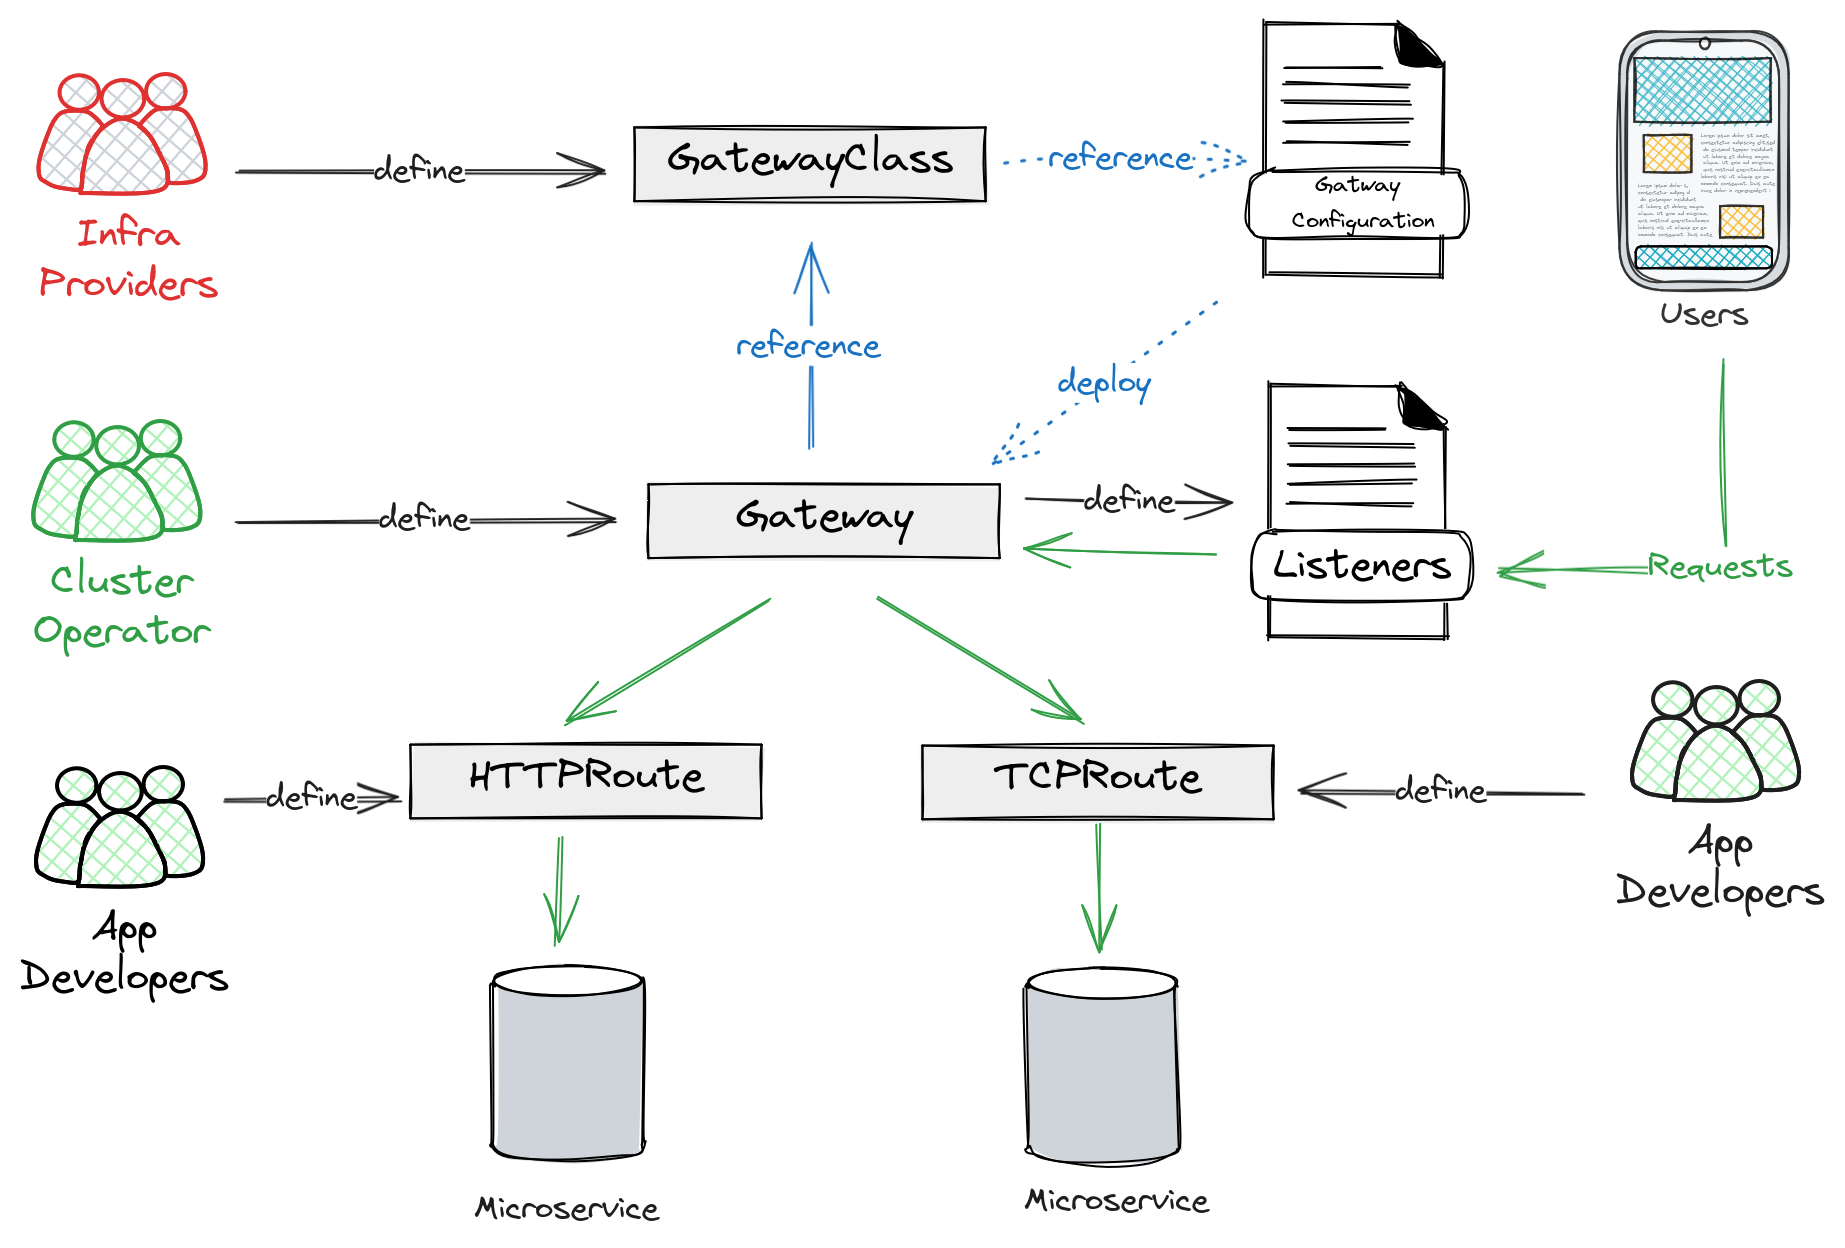 Infra
Providers
define
GatewayClass
reference
Gatway
Configuration
Users
reference
deploy
Cluster
Operator
define
Gateway
define
Listeners
Requests
App
Developers
define
HTTPRoute
TCPRoute
define
App
Developers
Microservice
Microservice